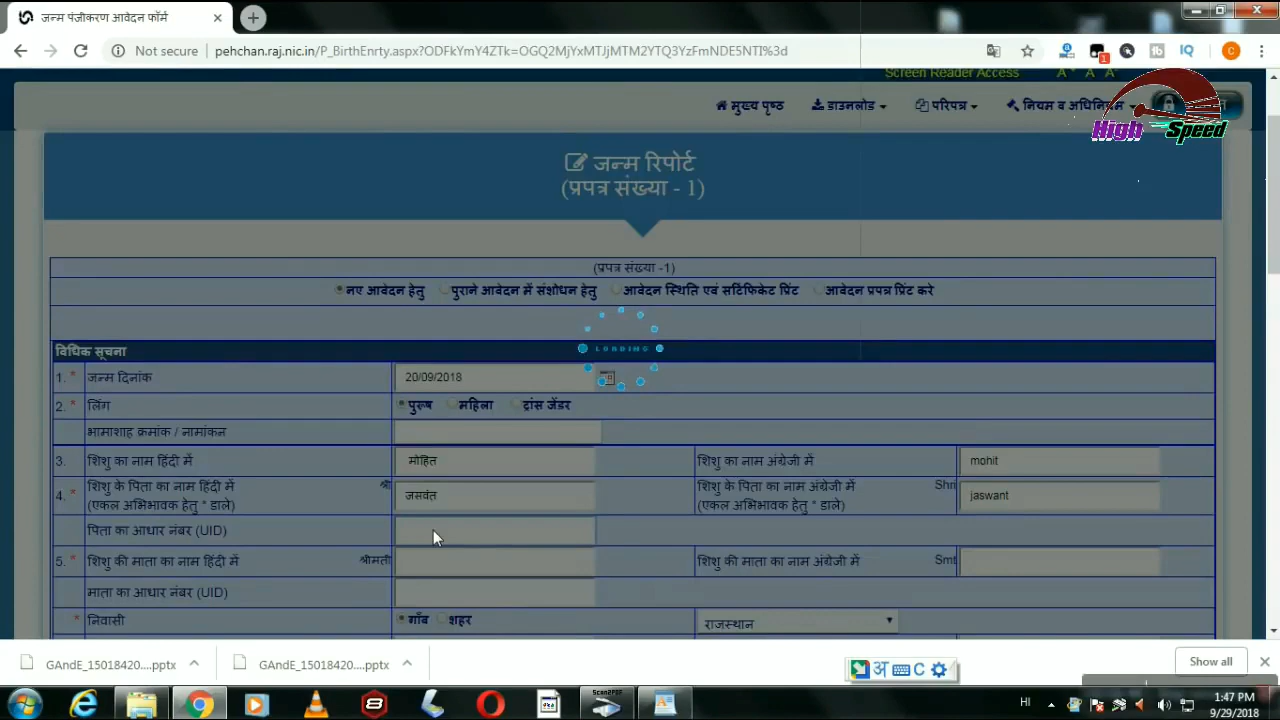 जन्म पंजीकरण आवेदन फॉर्म
Not secure pehchan.raj.nic.in/P_BirthEnrty.aspx?ODFkYmY4ZTk=OGQ2MjYxMTJjMTM2YTQ3YzFmNDE5NTI%3d
Screen Reader Access A+ A A-
मुख्य पृष्ठ डाउनलोड परिपत्र नियम व अधिनियम
High Speed
जन्म रिपोर्ट
(प्रपत्र संख्या - 1)
(प्रपत्र संख्या -1)
नए आवेदन हेतु पुराने आवेदन में संशोधन हेतु आवेदन स्थिति एवं सर्टिफिकेट प्रिंट आवेदन प्रपत्र प्रिंट करे
LOADING
विधिक सूचना
1. * जन्म दिनांक 20/09/2018
2. * लिंग पुरूष महिला ट्रांस जेंडर
भामाशाह क्रमांक / नामांकन
3. शिशु का नाम हिंदी में मोहित शिशु का नाम अंग्रेजी में mohit
4. * शिशु के पिता का नाम हिंदी में श्री जसवंत शिशु के पिता का नाम अंग्रेजी में Shri jaswant
(एकल अभिभावक हेतु * डाले) (एकल अभिभावक हेतु * डाले)
पिता का आधार नंबर (UID)
5. * शिशु की माता का नाम हिंदी में श्रीमती शिशु की माता का नाम अंग्रेजी में Smt
माता का आधार नंबर (UID)
* निवासी गाँव शहर राजस्थान
GAndE_15018420....pptx GAndE_15018420....pptx Show all
अ C
HI 1:47 PM
9/29/2018